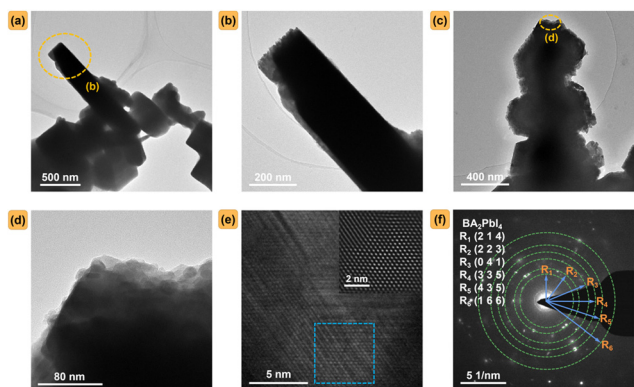 (a)
(b)
500 nm
(b)
200 nm
(c)
(d)
400 nm
(d)
80 nm
(e)
2 nm
5 nm
(f)
BA₂PbI₄
R₁ (2 1 4)
R₂ (2 2 3)
R₃ (0 4 1)
R₄ (3 3 5)
R₅ (4 3 5)
R₆ (1 6 6)
R₁
R₂
R₃
R₄
R₅
R₆
5 1/nm